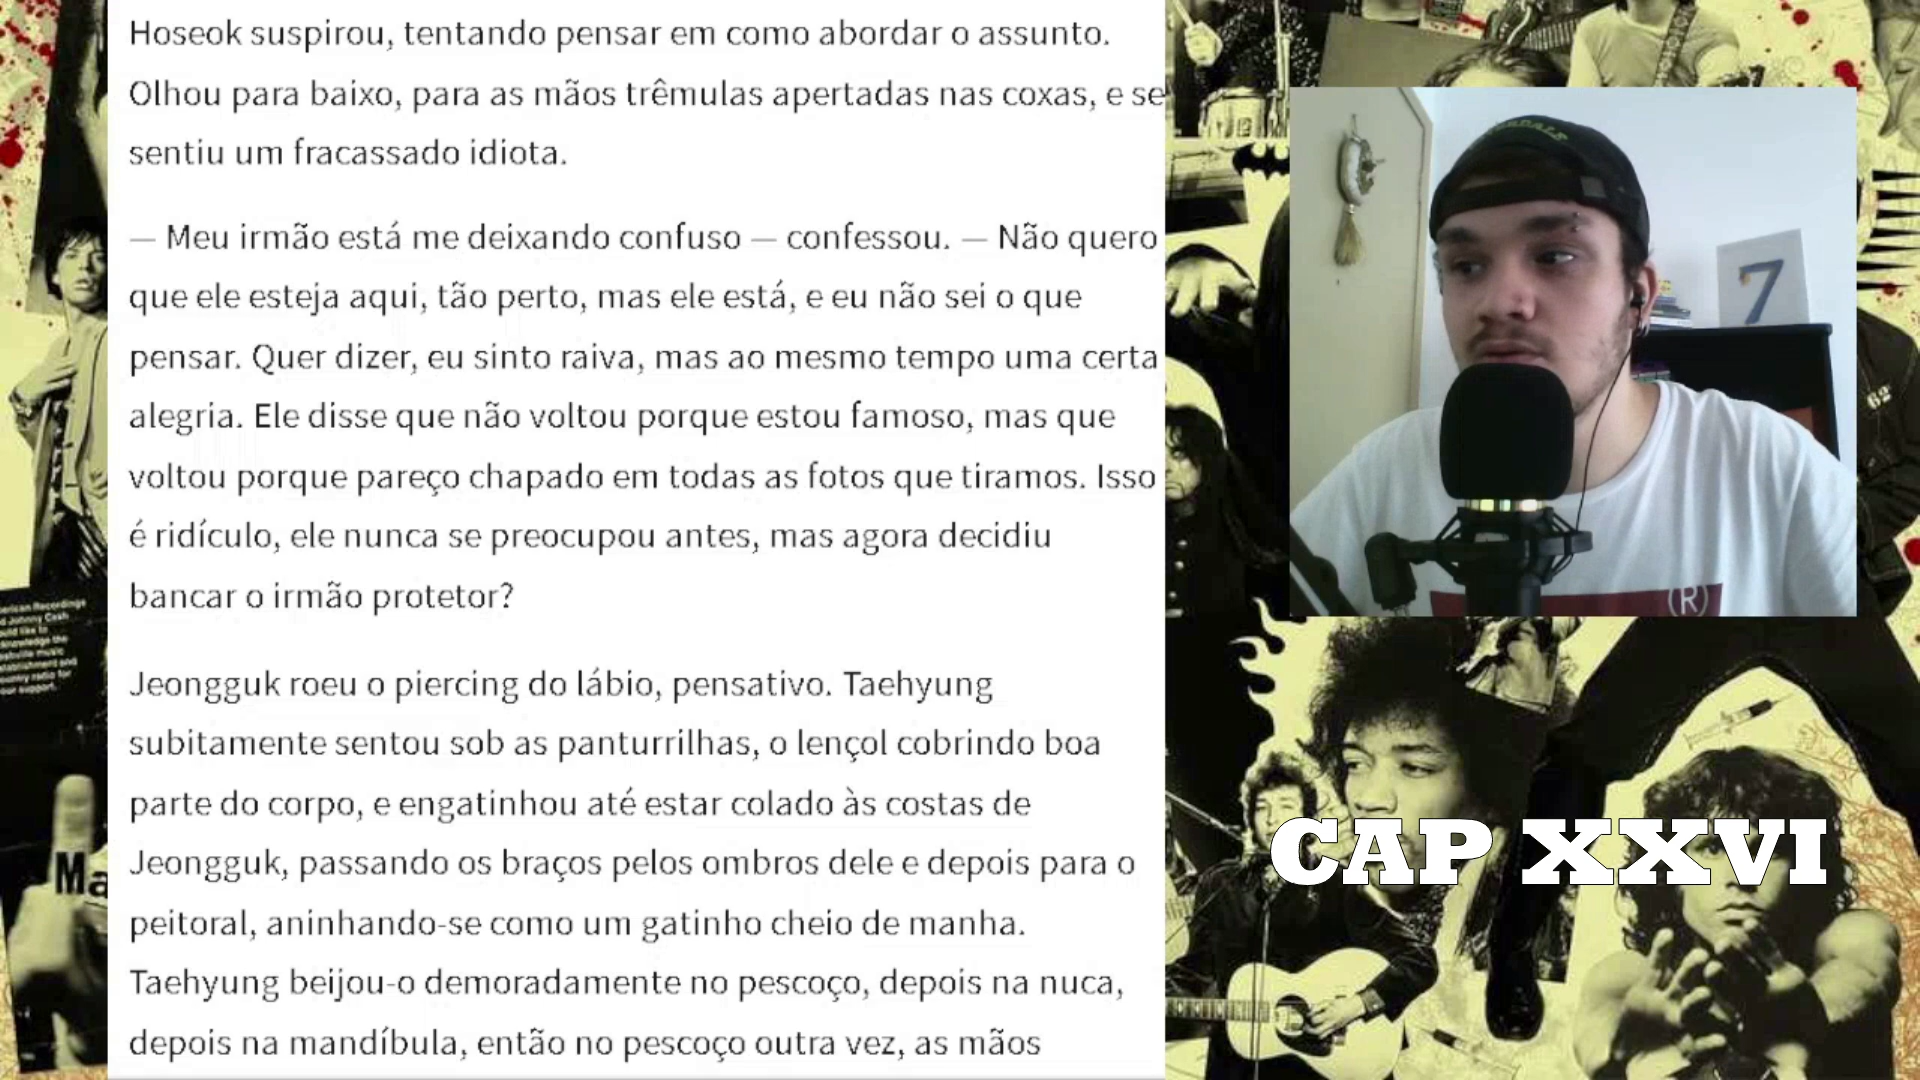 Hoseok suspirou, tentando pensar em como abordar o assunto.
Olhou para baixo, para as mãos trêmulas apertadas nas coxas, e se
sentiu um fracassado idiota.
— Meu irmão está me deixando confuso — confessou. — Não quero
que ele esteja aqui, tão perto, mas ele está, e eu não sei o que
pensar. Quer dizer, eu sinto raiva, mas ao mesmo tempo uma certa
alegria. Ele disse que não voltou porque estou famoso, mas que
voltou porque pareço chapado em todas as fotos que tiramos. Isso
é ridículo, ele nunca se preocupou antes, mas agora decidiu
bancar o irmão protetor?
Jeongguk roeu o piercing do lábio, pensativo. Taehyung
subitamente sentou sob as panturrilhas, o lençol cobrindo boa
parte do corpo, e engatinhou até estar colado às costas de
Jeongguk, passando os braços pelos ombros dele e depois para o
peitoral, aninhando-se como um gatinho cheio de manha.
Taehyung beijou-o demoradamente no pescoço, depois na nuca,
depois na mandíbula, então no pescoço outra vez, as mãos
7
(R)
62
CAP XXVI
Ma